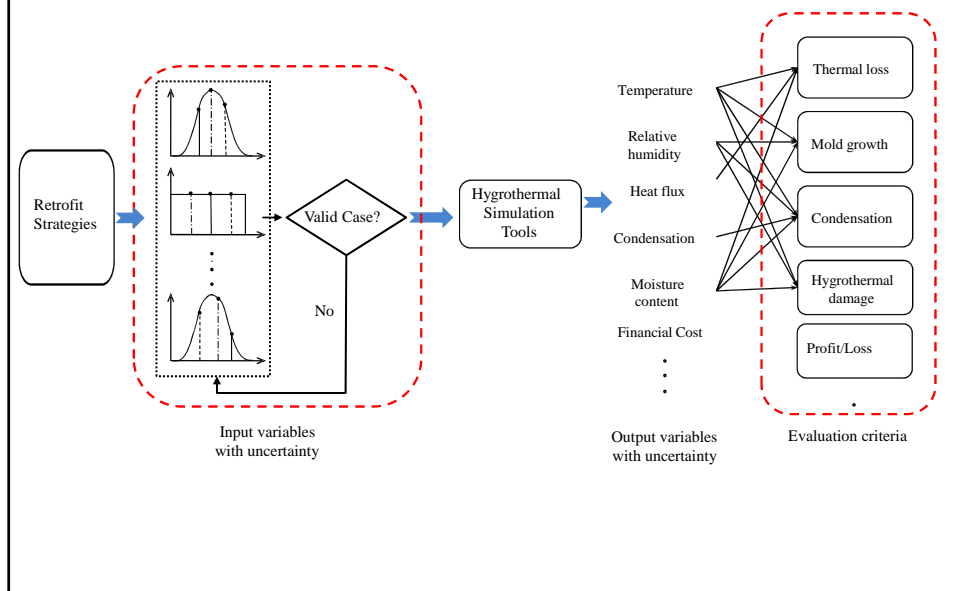 Retrofit
Strategies
Valid Case?
No
Input variables
with uncertainty
Hygrothermal
Simulation
Tools
Temperature
Relative
humidity
Heat flux
Condensation
Moisture
content
Financial Cost
Output variables
with uncertainty
Thermal loss
Mold growth
Condensation
Hygrothermal
damage
Profit/Loss
Evaluation criteria